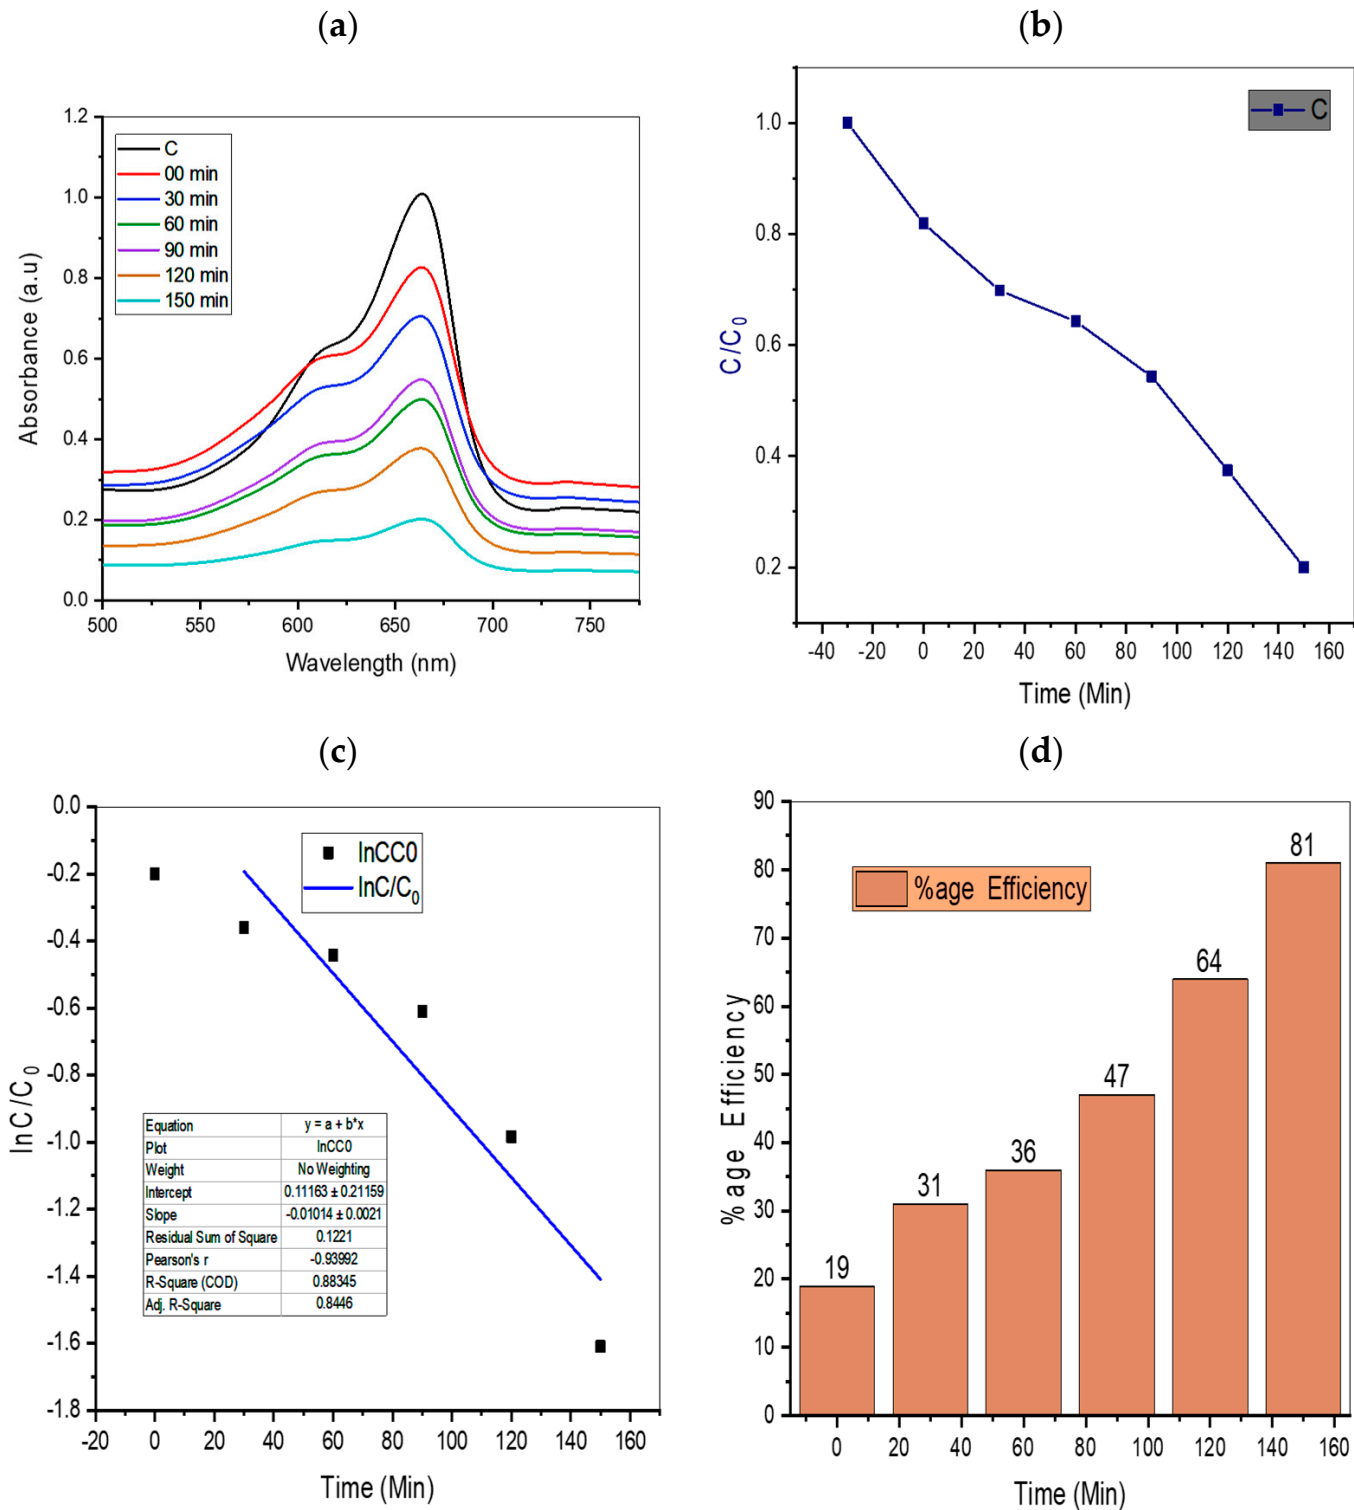 (a)
Absorbance (a.u)
1.2
1.0
0.8
0.6
0.4
0.2
0.0
C
00 min
30 min
60 min
90 min
120 min
150 min
500 550 600 650 700 750
Wavelength (nm)
(b)
C/C0
1.0
0.8
0.6
0.4
0.2
C
-40 -20 0 20 40 60 80 100 120 140 160
Time (Min)
(c)
lnC/C0
0.0
-0.2
-0.4
-0.6
-0.8
-1.0
-1.2
-1.4
-1.6
-1.8
lnCC0
lnC/C0
Equation y = a + b*x
Plot lnCC0
Weight No Weighting
Intercept 0.11163 ± 0.21159
Slope -0.01014 ± 0.0021
Residual Sum of Square 0.1221
Pearson's r -0.93992
R-Square (COD) 0.88345
Adj. R-Square 0.8446
-20 0 20 40 60 80 100 120 140 160
Time (Min)
(d)
%age Efficiency
90
80
70
60
50
40
30
20
10
0
%age Efficiency
19
31
36
47
64
81
0 20 40 60 80 100 120 140 160
Time (Min)